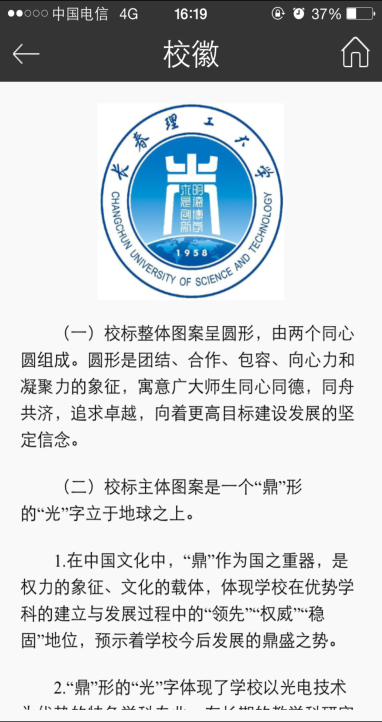 中国电信 4G 16:19 37%
校徽
长春理工大学
明德博学
求是创新
CHANGCHUN UNIVERSITY OF SCIENCE AND TECHNOLOGY
1958
(一)校标整体图案呈圆形,由两个同心
圆组成。圆形是团结、合作、包容、向心力和
凝聚力的象征,寓意广大师生同心同德,同舟
共济,追求卓越,向着更高目标建设发展的坚
定信念。
(二)校标主体图案是一个“鼎”形
的“光”字立于地球之上。
1.在中国文化中,“鼎”作为国之重器,是
权力的象征、文化的载体,体现学校在优势学
科的建立与发展过程中的“领先”“权威”“稳
固”地位,预示着学校今后发展的鼎盛之势。
2.“鼎”形的“光”字体现了学校以光电技术